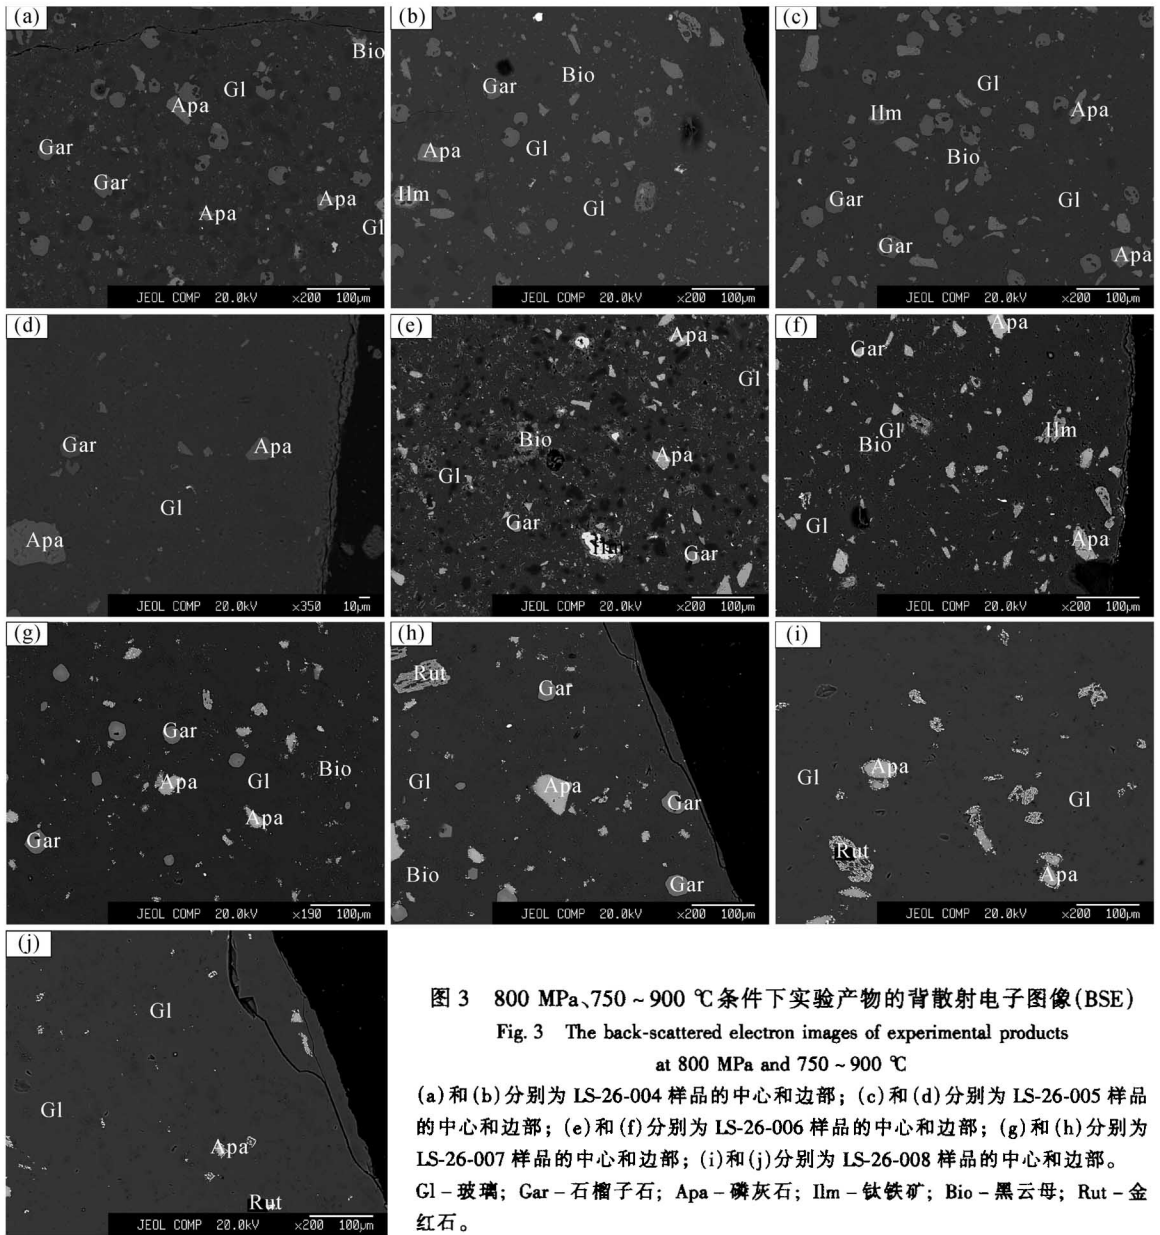 (a)
Bio
Gl
Apa
Gar
Gar
Apa
Apa
Gl
JEOL COMP 20.0kV ×200 100μm
(b)
Bio
Gar
Apa
Gl
Ilm
Gl
JEOL COMP 20.0kV ×200 100μm
(c)
Gl
Ilm
Apa
Bio
Gar
Gl
Gar
Apa
JEOL COMP 20.0kV ×200 100μm
(d)
Gar
Apa
Gl
Apa
JEOL COMP 20.0kV ×350 10μm
(e)
Apa
Gl
Bio
Apa
Gl
Gar
Ilm
Gar
JEOL COMP 20.0kV ×200 100μm
(f)
Apa
Gar
Gl
Ilm
Bio
Gl
Apa
JEOL COMP 20.0kV ×200 100μm
(g)
Gar
Bio
Apa
Gl
Apa
Gar
JEOL COMP 20.0kV ×190 100μm
(h)
Rut
Gar
Gl
Apa
Gar
Bio
Gar
JEOL COMP 20.0kV ×200 100μm
(i)
Apa
Gl
Gl
Rut
Apa
JEOL COMP 20.0kV ×200 100μm
(j)
Gl
Gl
Apa
Rut
JEOL COMP 20.0kV ×200 100μm
图 3 800 MPa、750 ~ 900 ℃条件下实验产物的背散射电子图像(BSE)
Fig. 3 The back-scattered electron images of experimental products
at 800 MPa and 750 ~ 900 ℃
(a)和(b)分别为 LS-26-004 样品的中心和边部；(c)和(d)分别为 LS-26-005 样品
的中心和边部；(e)和(f)分别为 LS-26-006 样品的中心和边部；(g)和(h)分别为
LS-26-007 样品的中心和边部；(i)和(j)分别为 LS-26-008 样品的中心和边部。
Gl－玻璃；Gar－石榴子石；Apa－磷灰石；Ilm－钛铁矿；Bio－黑云母；Rut－金
红石。